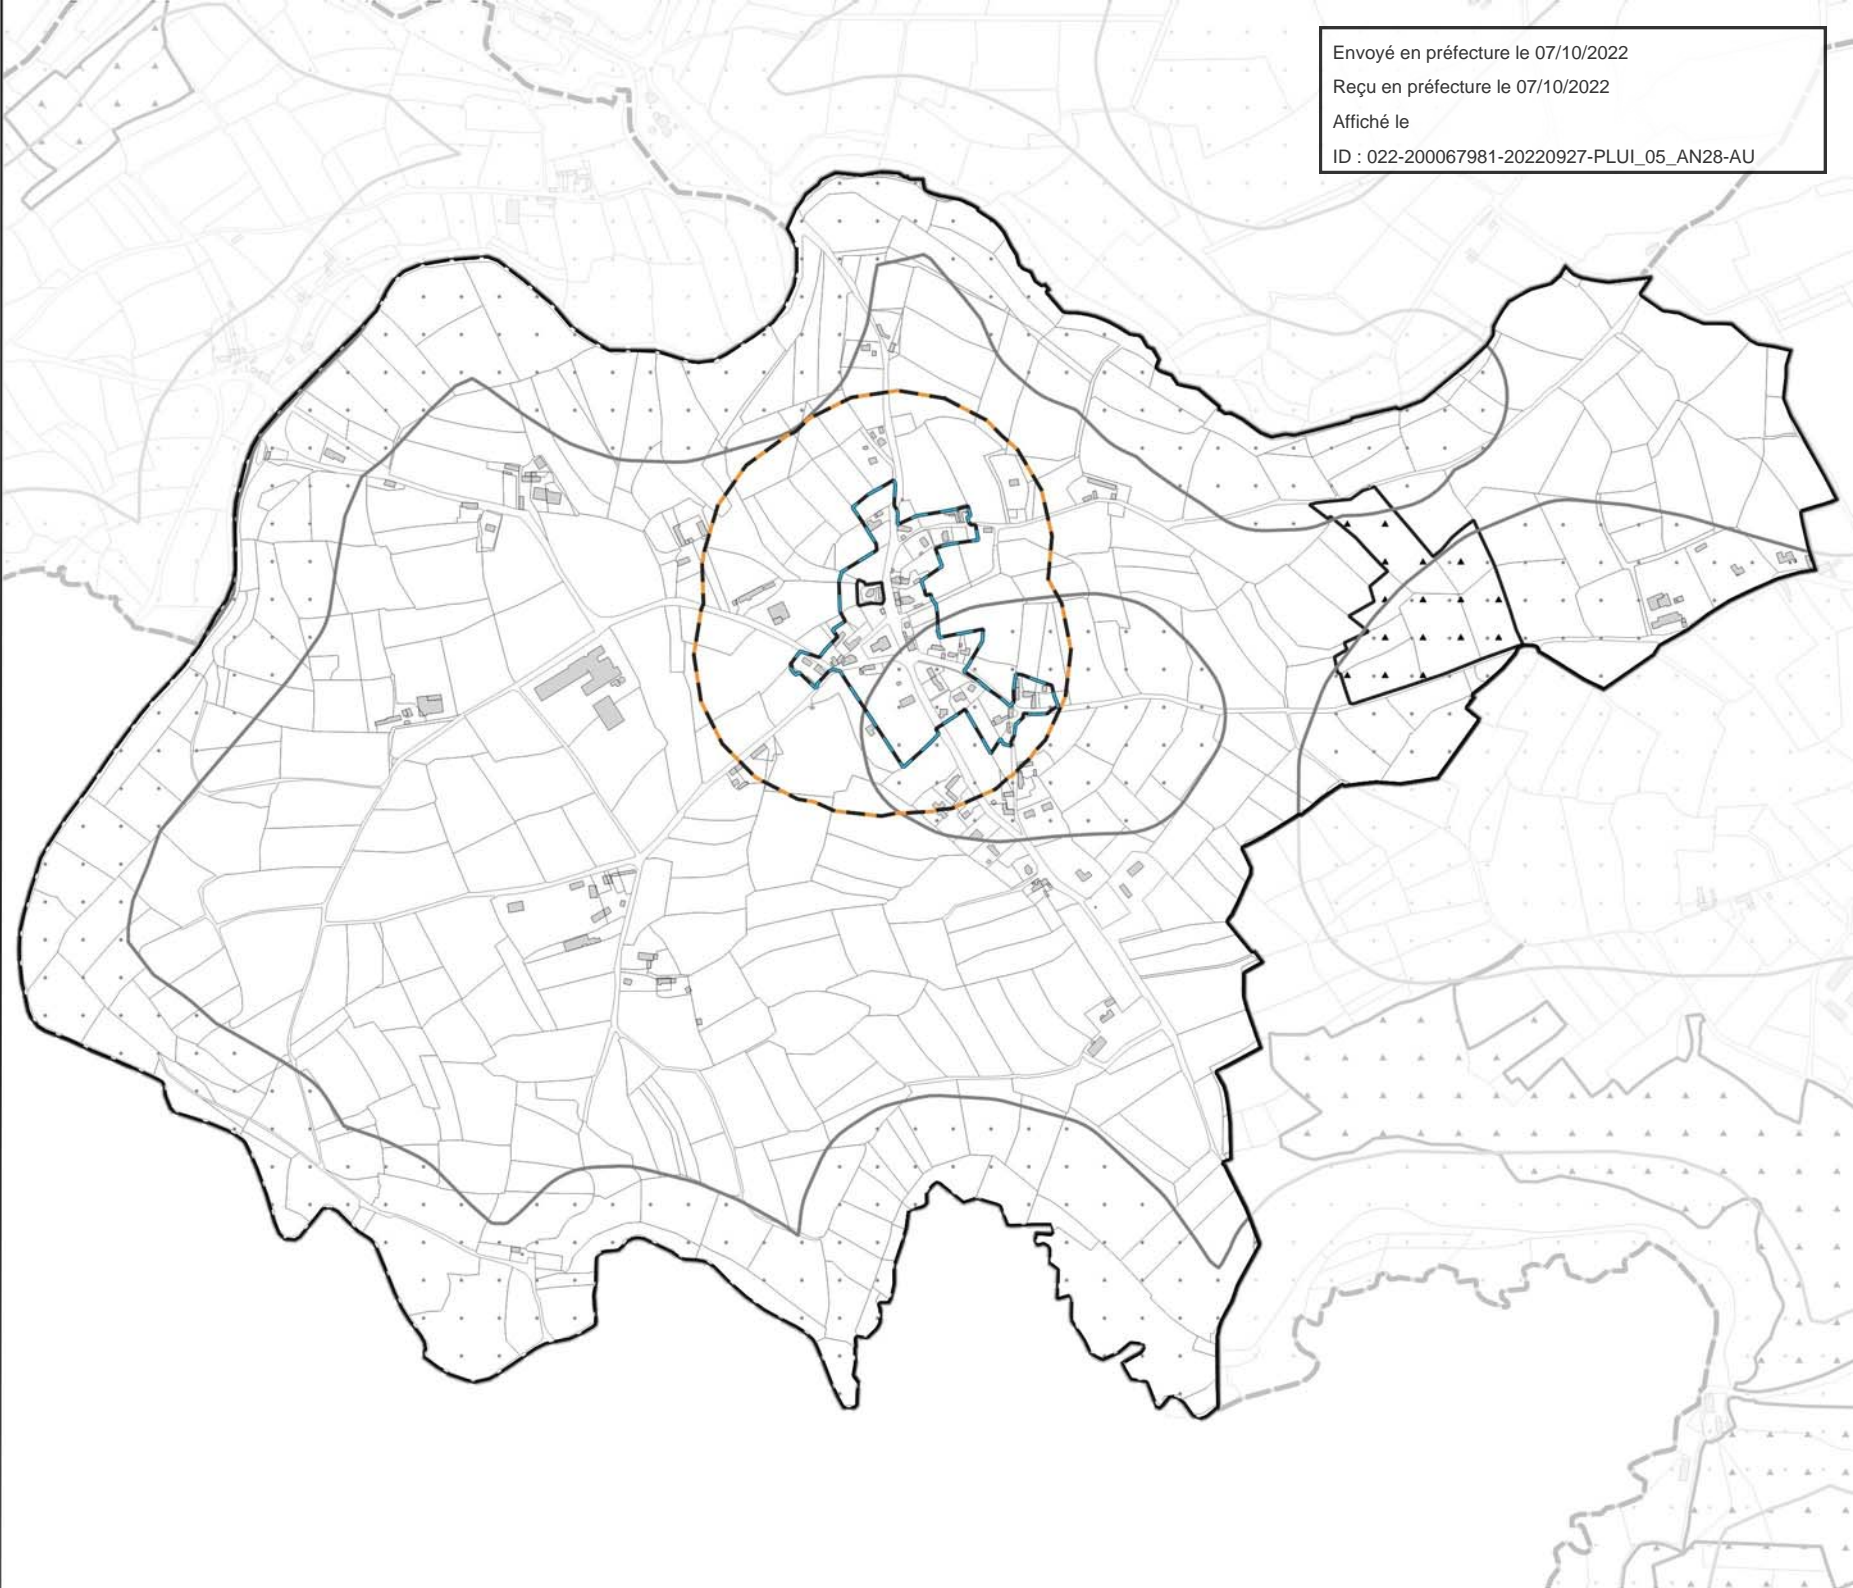 Envoyé en préfecture le 07/10/2022
Reçu en préfecture le 07/10/2022
Affiché le
ID : 022-200067981-20220927-PLUI_05_AN28-AU